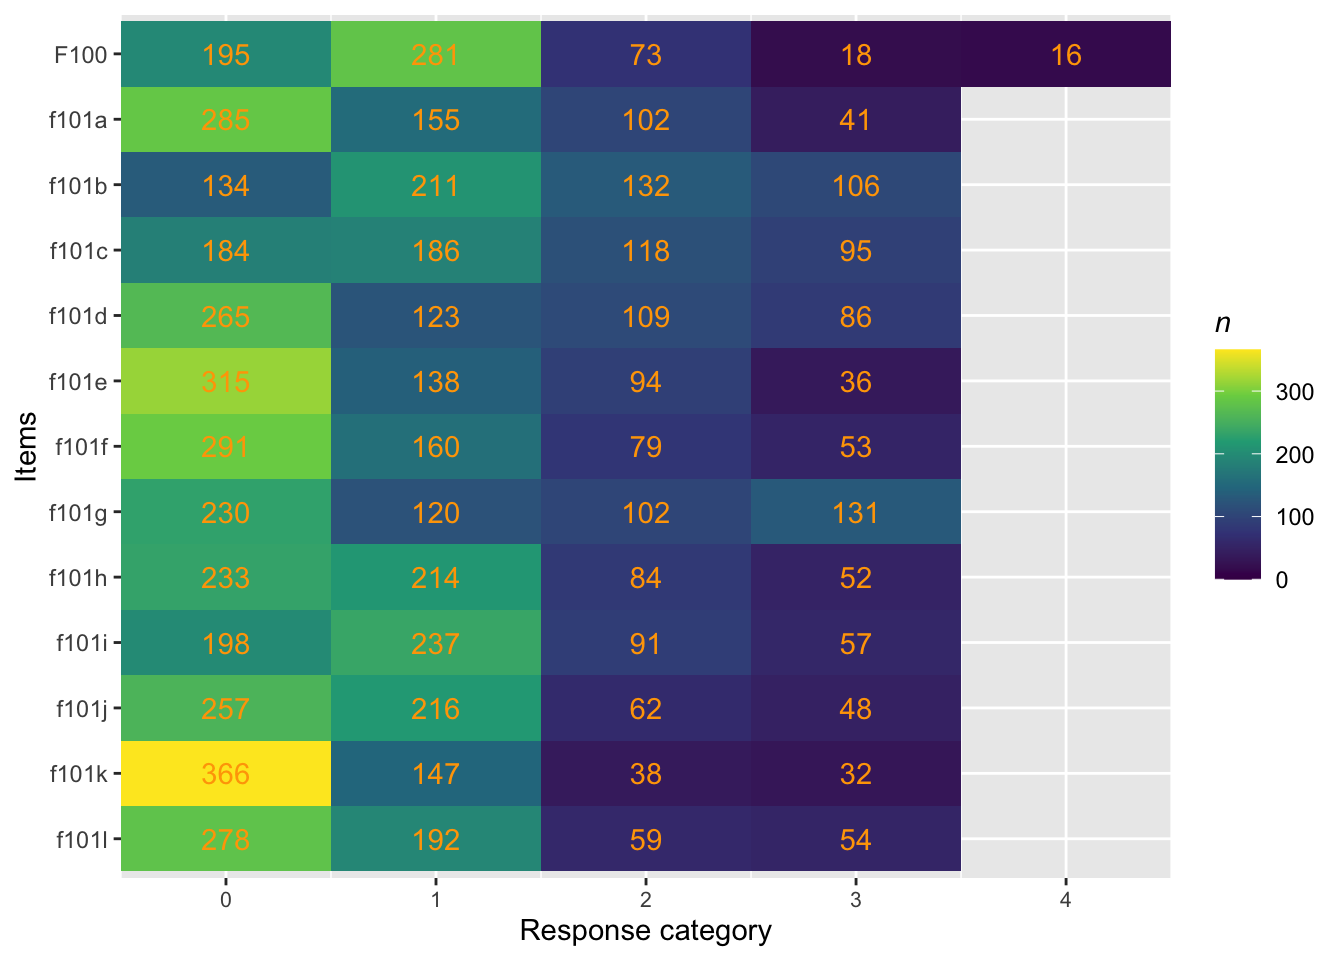 F100 195 281 73 18 16
f101a 285 155 102 41
f101b 134 211 132 106
f101c 184 186 118 95
f101d 265 123 109 86
f101e 315 138 94 36
f101f 291 160 79 53
f101g 230 120 102 131
f101h 233 214 84 52
f101i 198 237 91 57
f101j 257 216 62 48
f101k 366 147 38 32
f101l 278 192 59 54
0 1 2 3 4
Response category
Items
n
300
200
100
0